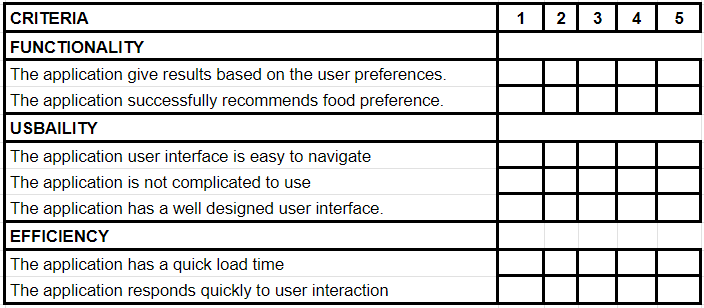 CRITERIA 1 2 3 4 5
FUNCTIONALITY
The application give results based on the user preferences.
The application successfully recommends food preference.
USBAILITY
The application user interface is easy to navigate
The application is not complicated to use
The application has a well designed user interface.
EFFICIENCY
The application has a quick load time
The application responds quickly to user interaction